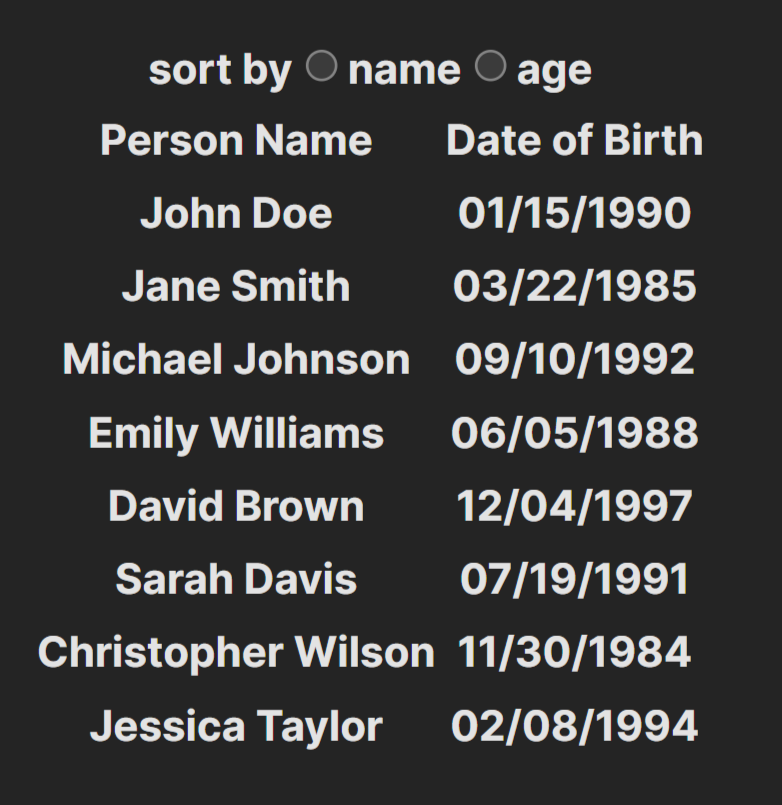 sort by name age
Person Name Date of Birth
John Doe 01/15/1990
Jane Smith 03/22/1985
Michael Johnson 09/10/1992
Emily Williams 06/05/1988
David Brown 12/04/1997
Sarah Davis 07/19/1991
Christopher Wilson 11/30/1984
Jessica Taylor 02/08/1994